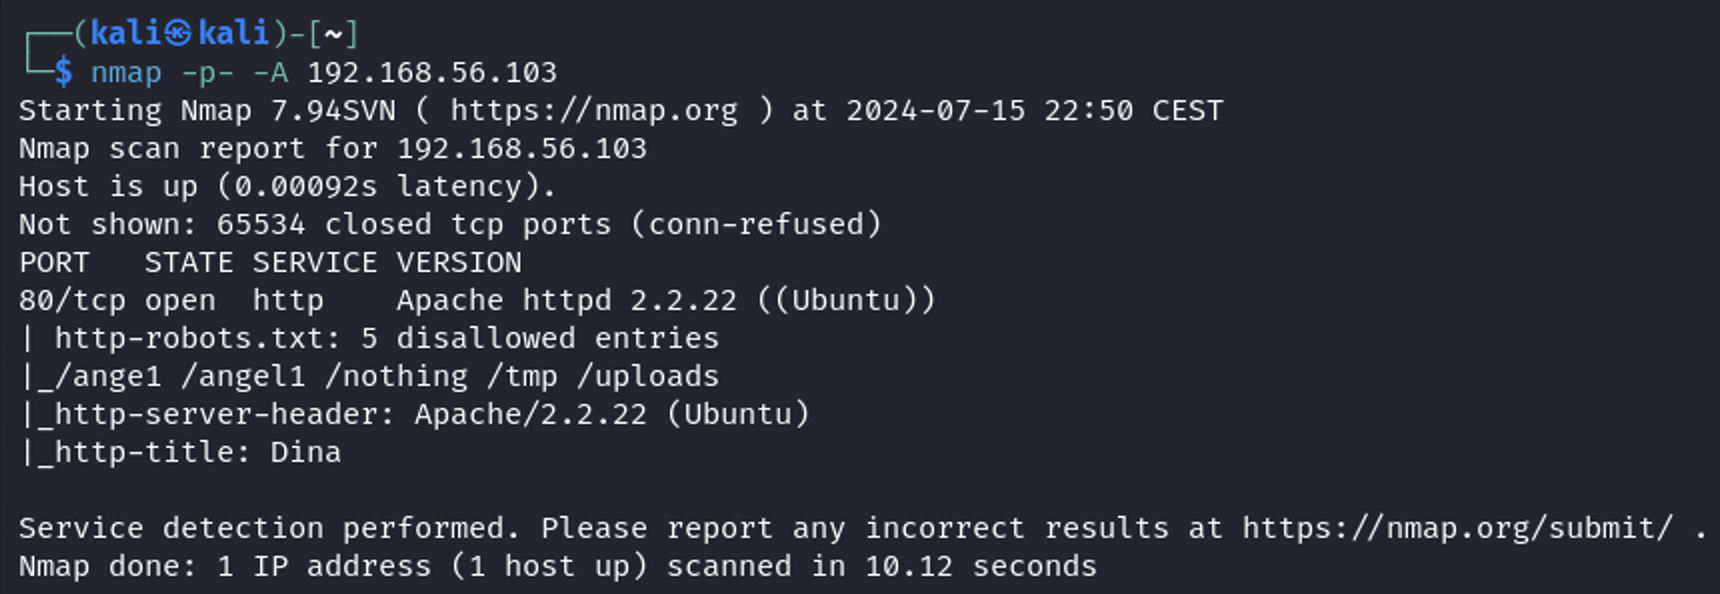 ┌──(kali㉿kali)-[~]
└─$ nmap -p- -A 192.168.56.103
Starting Nmap 7.94SVN ( https://nmap.org ) at 2024-07-15 22:50 CEST
Nmap scan report for 192.168.56.103
Host is up (0.00092s latency).
Not shown: 65534 closed tcp ports (conn-refused)
PORT   STATE SERVICE VERSION
80/tcp open  http    Apache httpd 2.2.22 ((Ubuntu))
| http-robots.txt: 5 disallowed entries
|_/ange1 /angel1 /nothing /tmp /uploads
|_http-server-header: Apache/2.2.22 (Ubuntu)
|_http-title: Dina
Service detection performed. Please report any incorrect results at https://nmap.org/submit/ .
Nmap done: 1 IP address (1 host up) scanned in 10.12 seconds